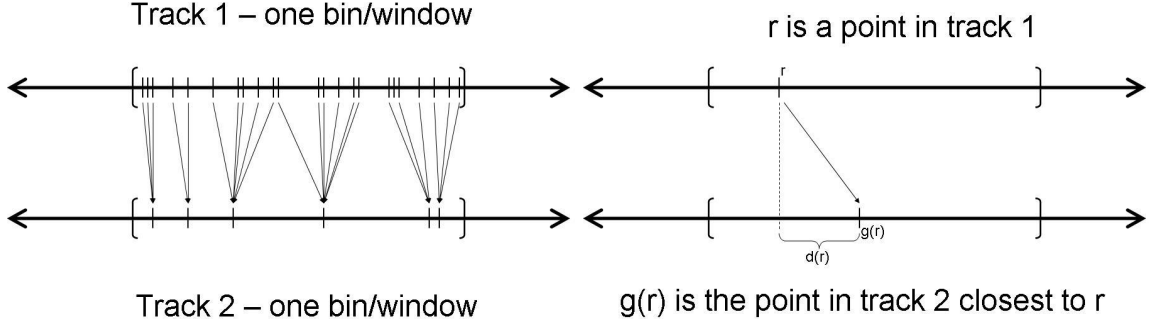 Track 1 – one bin/window
r is a point in track 1
r
g(r)
d(r)
Track 2 – one bin/window
g(r) is the point in track 2 closest to r